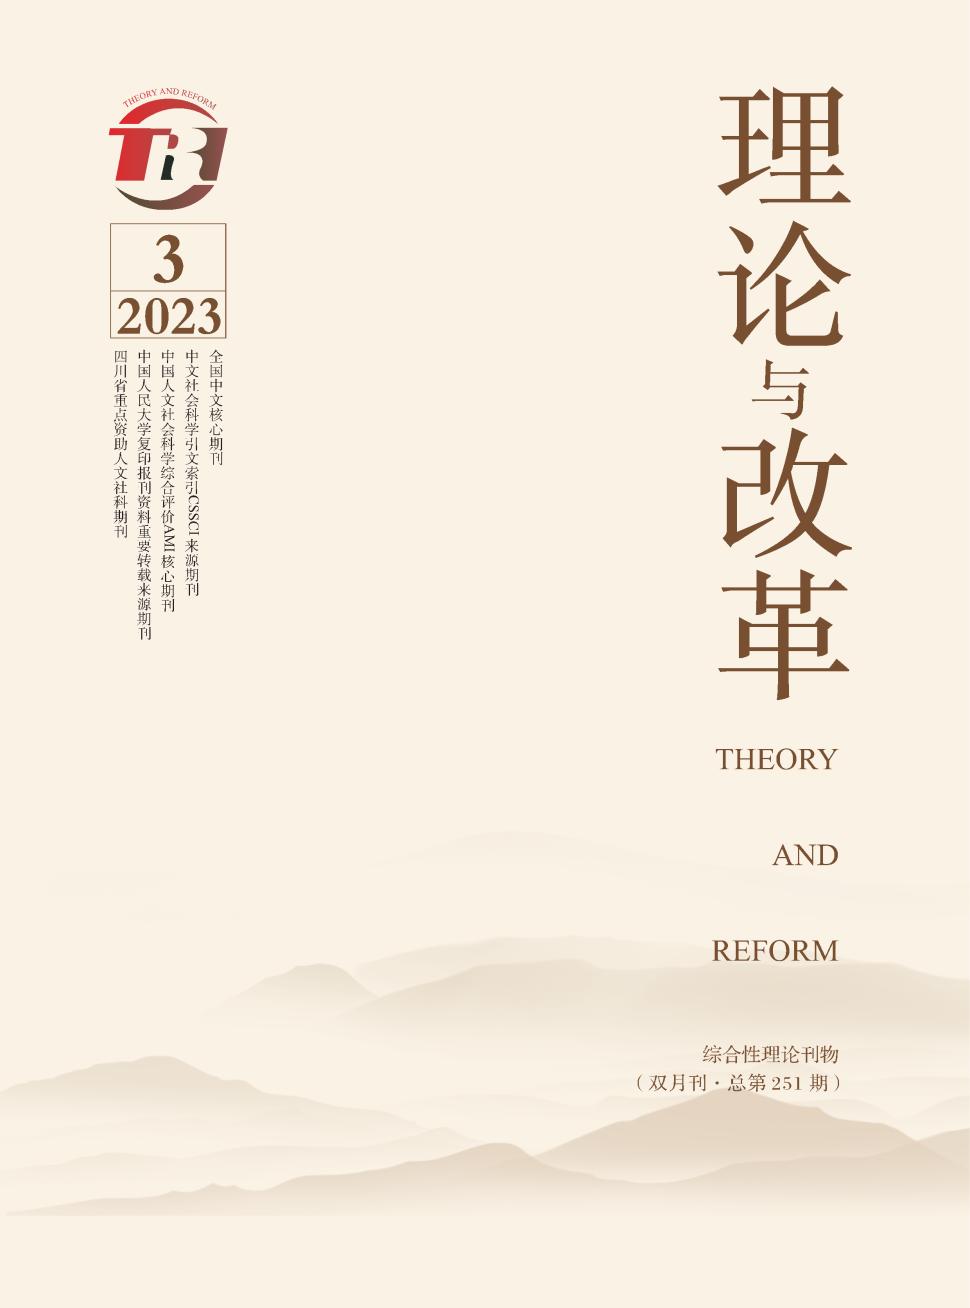 THEORY AND REFORM
TR
3
2023
全国中文核心期刊
中文社会科学引文索引CSSCI来源期刊
中国人文社会科学综合评价AMI核心期刊
中国人民大学复印报刊资料重要转载来源期刊
四川省重点资助人文社科期刊
理论与改革
THEORY
AND
REFORM
综合性理论刊物
（双月刊·总第251期）